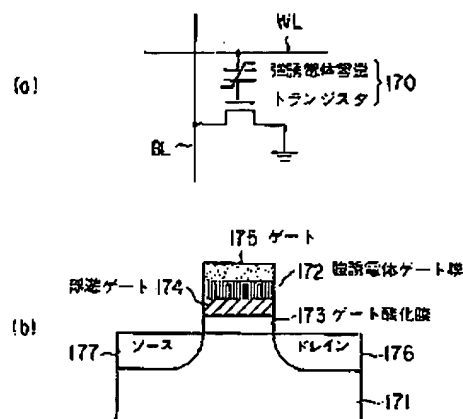 (a)
WL
強誘電体容量
トランジスタ
170
BL
(b)
175 ゲート
浮遊ゲート 174
172 強誘電体ゲート膜
173 ゲート酸化膜
177
ソース
ドレイン
176
171